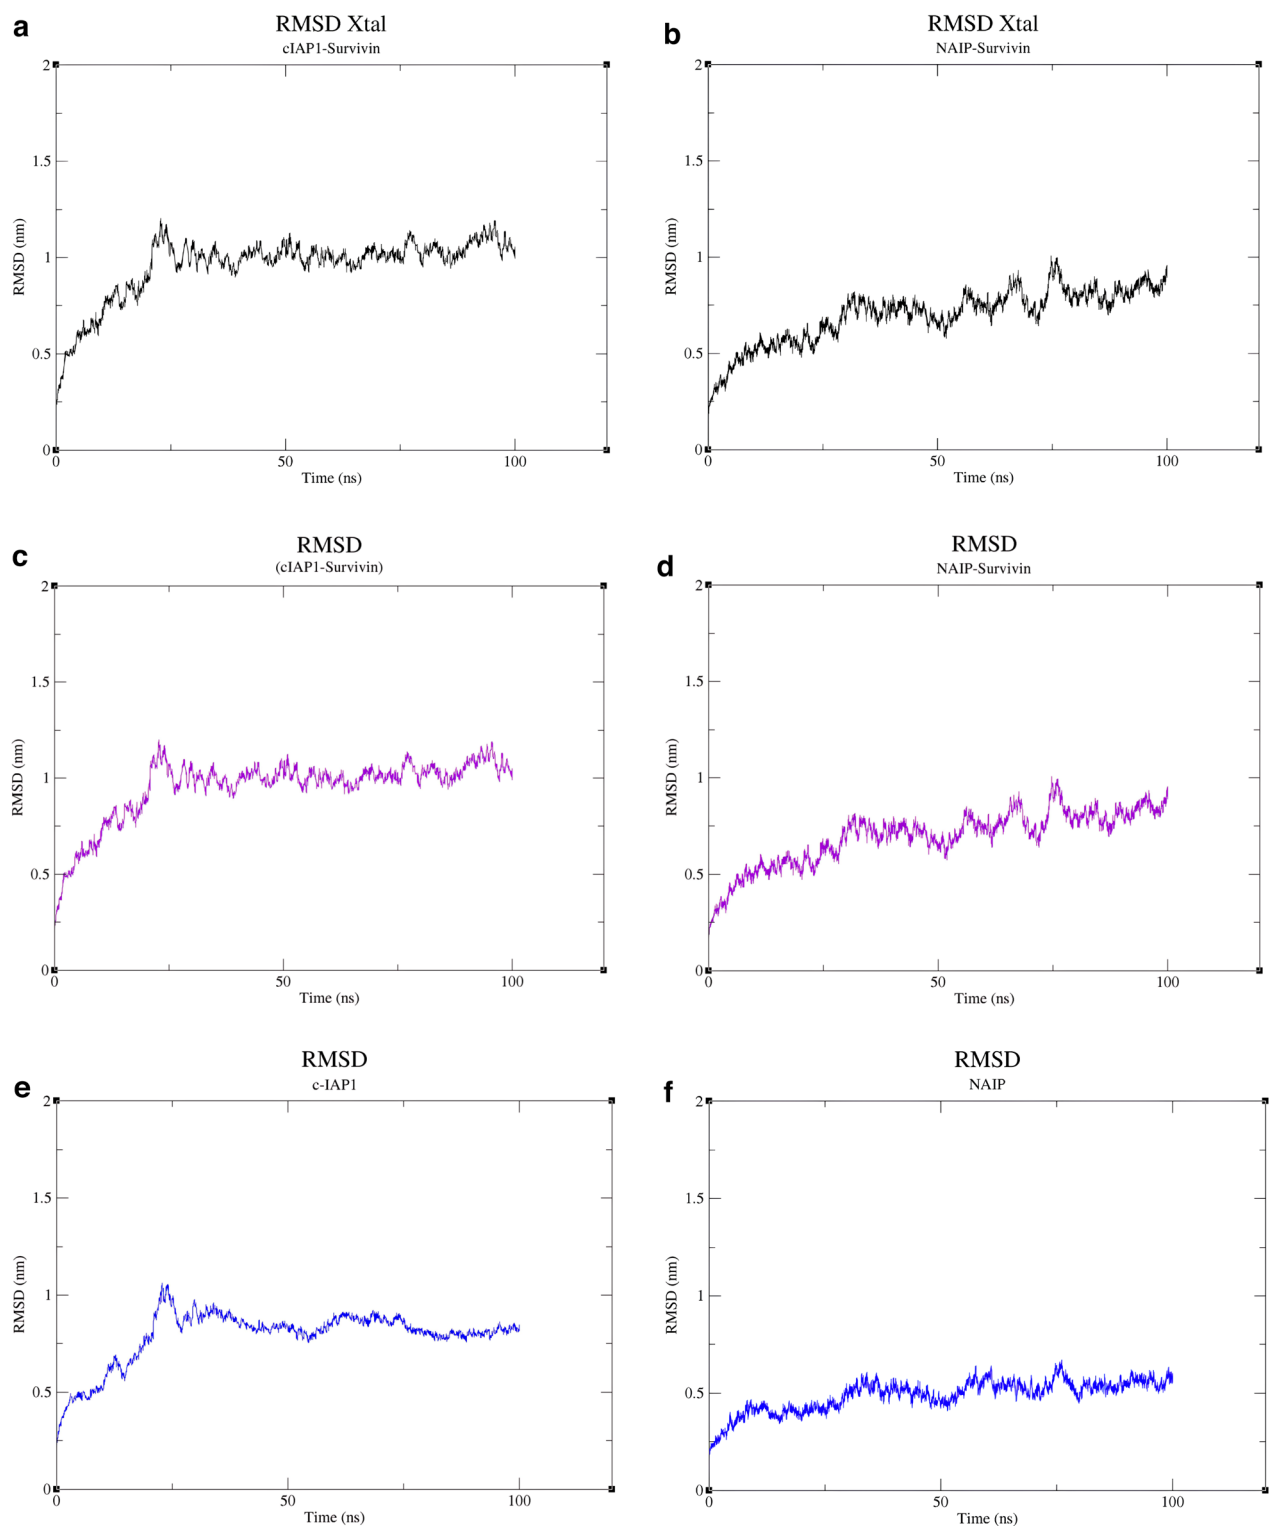 a
RMSD Xtal
cIAP1-Survivin
2
1.5
1
0.5
0
RMSD (nm)
0 50 100
Time (ns)
b
RMSD Xtal
NAIP-Survivin
2
1.5
1
0.5
0
RMSD (nm)
0 50 100
Time (ns)
c
RMSD
(cIAP1-Survivin)
2
1.5
1
0.5
0
RMSD (nm)
0 50 100
Time (ns)
d
RMSD
NAIP-Survivin
2
1.5
1
0.5
0
RMSD (nm)
0 50 100
Time (ns)
e
RMSD
c-IAP1
2
1.5
1
0.5
0
RMSD (nm)
0 50 100
Time (ns)
f
RMSD
NAIP
2
1.5
1
0.5
0
RMSD (nm)
0 50 100
Time (ns)